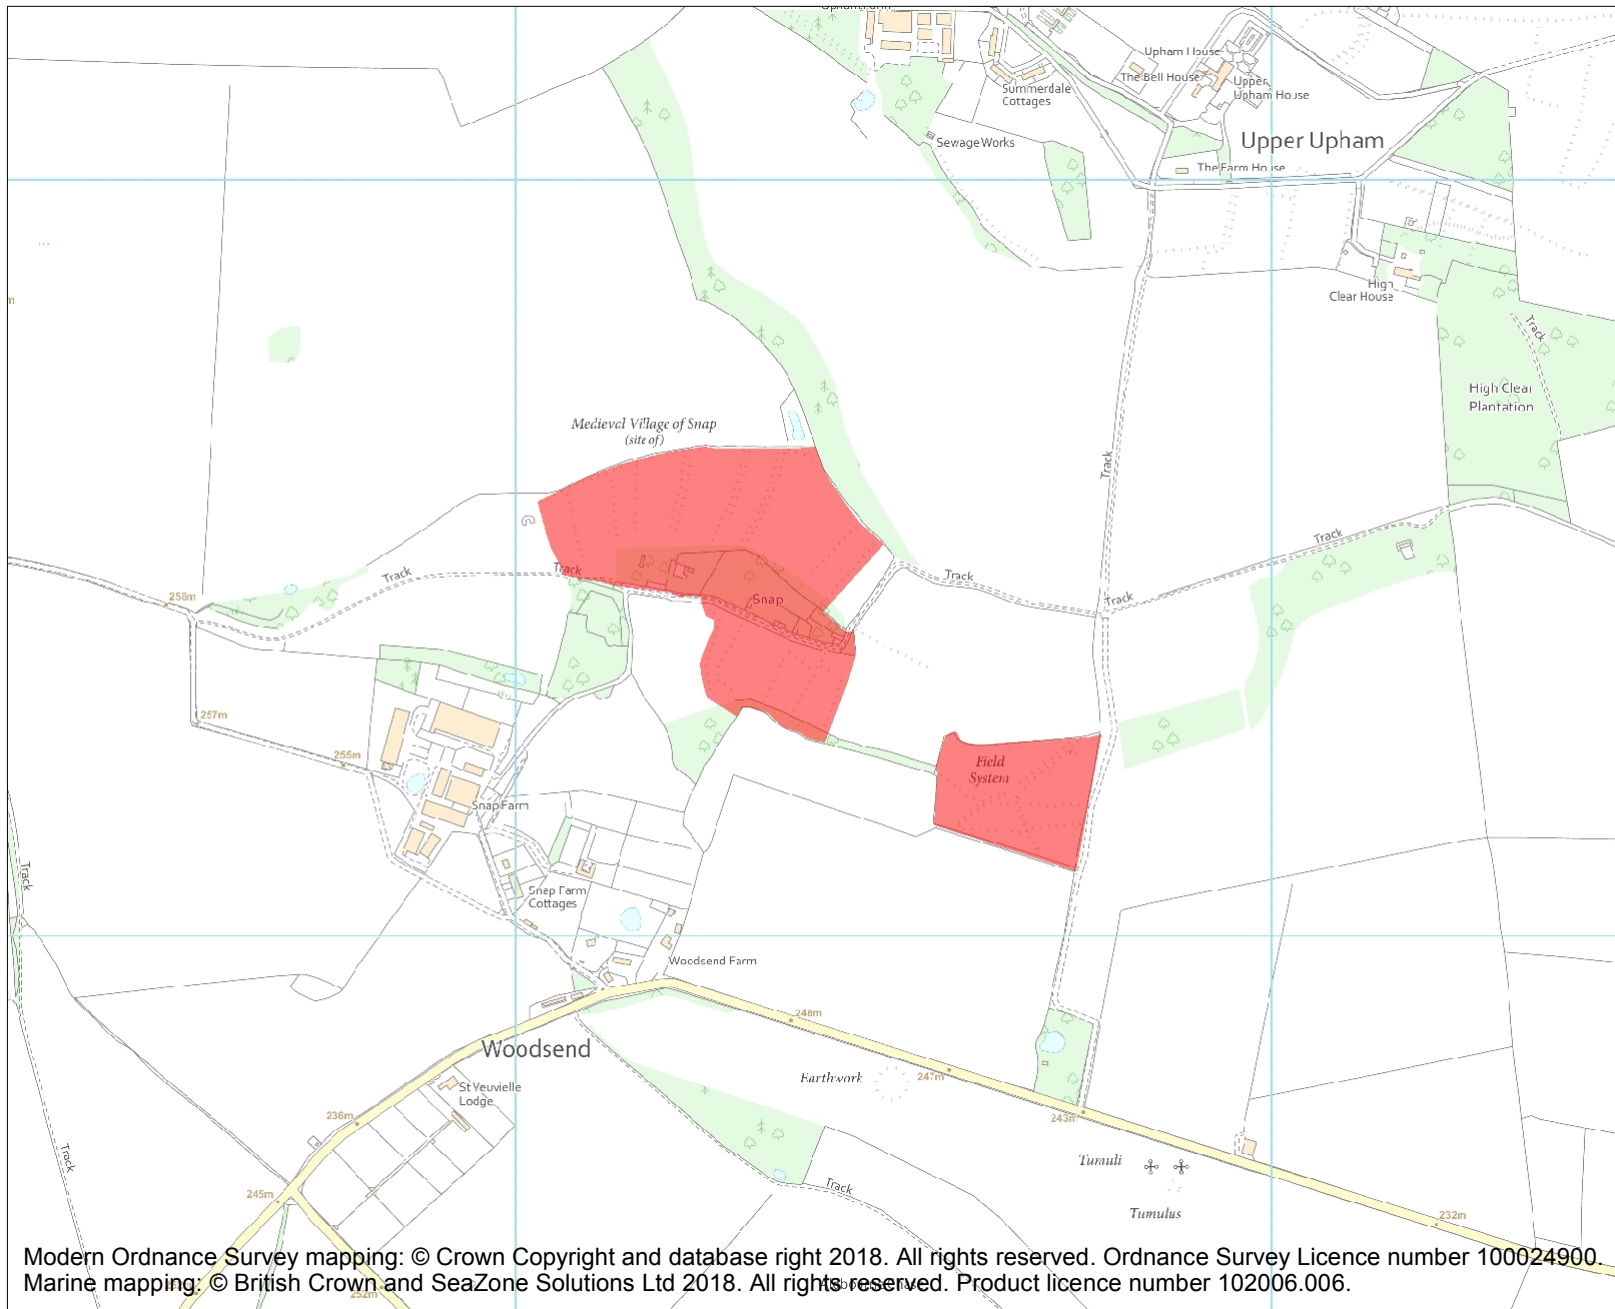 Upham House
The Bell House
Upper
Upham House
Summerdale
Cottages
Sewage Works
Upper Upham
The Farm House
High
Clear House
Track
High Clear
Plantation
Medieval Village of Snap
(site of)
Track
Track
Track
Track
Track
Track
Snap
258m
257m
255m
Field
System
Snap Farm
Track
Snap Farm
Cottages
Woodsend Farm
248m
Woodsend
Earthwork
247m
St Veuvielle
Lodge
236m
243m
Track
Tumuli
Track
245m
Tumulus
232m
Modern Ordnance Survey mapping: © Crown Copyright and database right 2018. All rights reserved. Ordnance Survey Licence number 100024900.
Marine mapping: © British Crown and SeaZone Solutions Ltd 2018. All rights reserved. Product licence number 102006.006.
252m